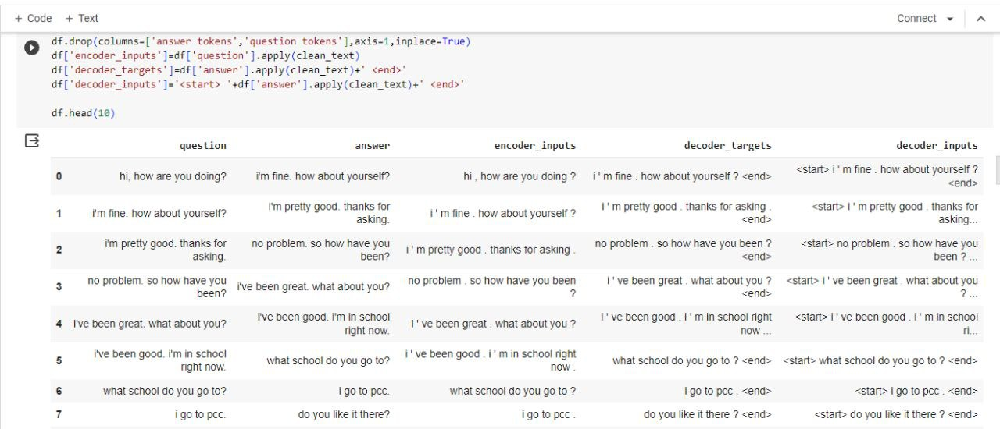 + Code + Text Connect
df.drop(columns=['answer tokens','question tokens'],axis=1,inplace=True)
df['encoder_inputs']=df['question'].apply(clean_text)
df['decoder_targets']=df['answer'].apply(clean_text)+' <end>'
df['decoder_inputs']='<start> '+df['answer'].apply(clean_text)+' <end>'
df.head(10)
question answer encoder_inputs decoder_targets decoder_inputs
0 hi, how are you doing? i'm fine. how about yourself? hi , how are you doing ? i ' m fine . how about yourself ? <end> <start> i ' m fine . how about yourself ?
<end>
1 i'm fine. how about yourself? i'm pretty good. thanks for
asking. i ' m fine . how about yourself ? i ' m pretty good . thanks for asking .
<end> <start> i ' m pretty good . thanks for
asking...
2 i'm pretty good. thanks for
asking. no problem. so how have you
been? i ' m pretty good . thanks for asking . no problem . so how have you been ?
<end> <start> no problem . so how have you
been ? ...
3 no problem. so how have you
been? i've been great. what about you? no problem . so how have you been
? i ' ve been great . what about you ?
<end> <start> i ' ve been great . what about you
? ...
4 i've been great. what about you? i've been good. i'm in school
right now. i ' ve been great . what about you ? i ' ve been good . i ' m in school right
now ... <start> i ' ve been good . i ' m in school
ri...
5 i've been good. i'm in school
right now. what school do you go to? i ' ve been good . i ' m in school right
now . what school do you go to ? <end> <start> what school do you go to ? <end>
6 what school do you go to? i go to pcc. what school do you go to ? i go to pcc . <end> <start> i go to pcc . <end>
7 i go to pcc. do you like it there? i go to pcc . do you like it there ? <end> <start> do you like it there ? <end>